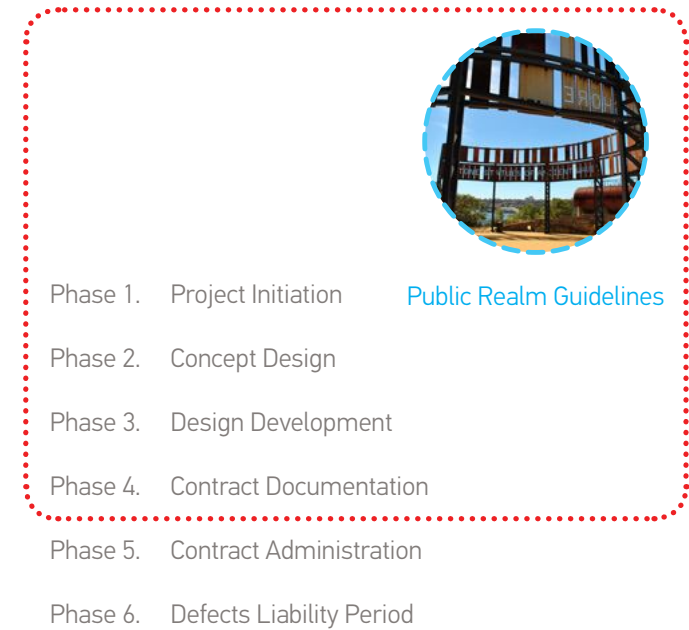 Phase 1. Project Initiation
Public Realm Guidelines
Phase 2. Concept Design
Phase 3. Design Development
Phase 4. Contract Documentation
Phase 5. Contract Administration
Phase 6. Defects Liability Period